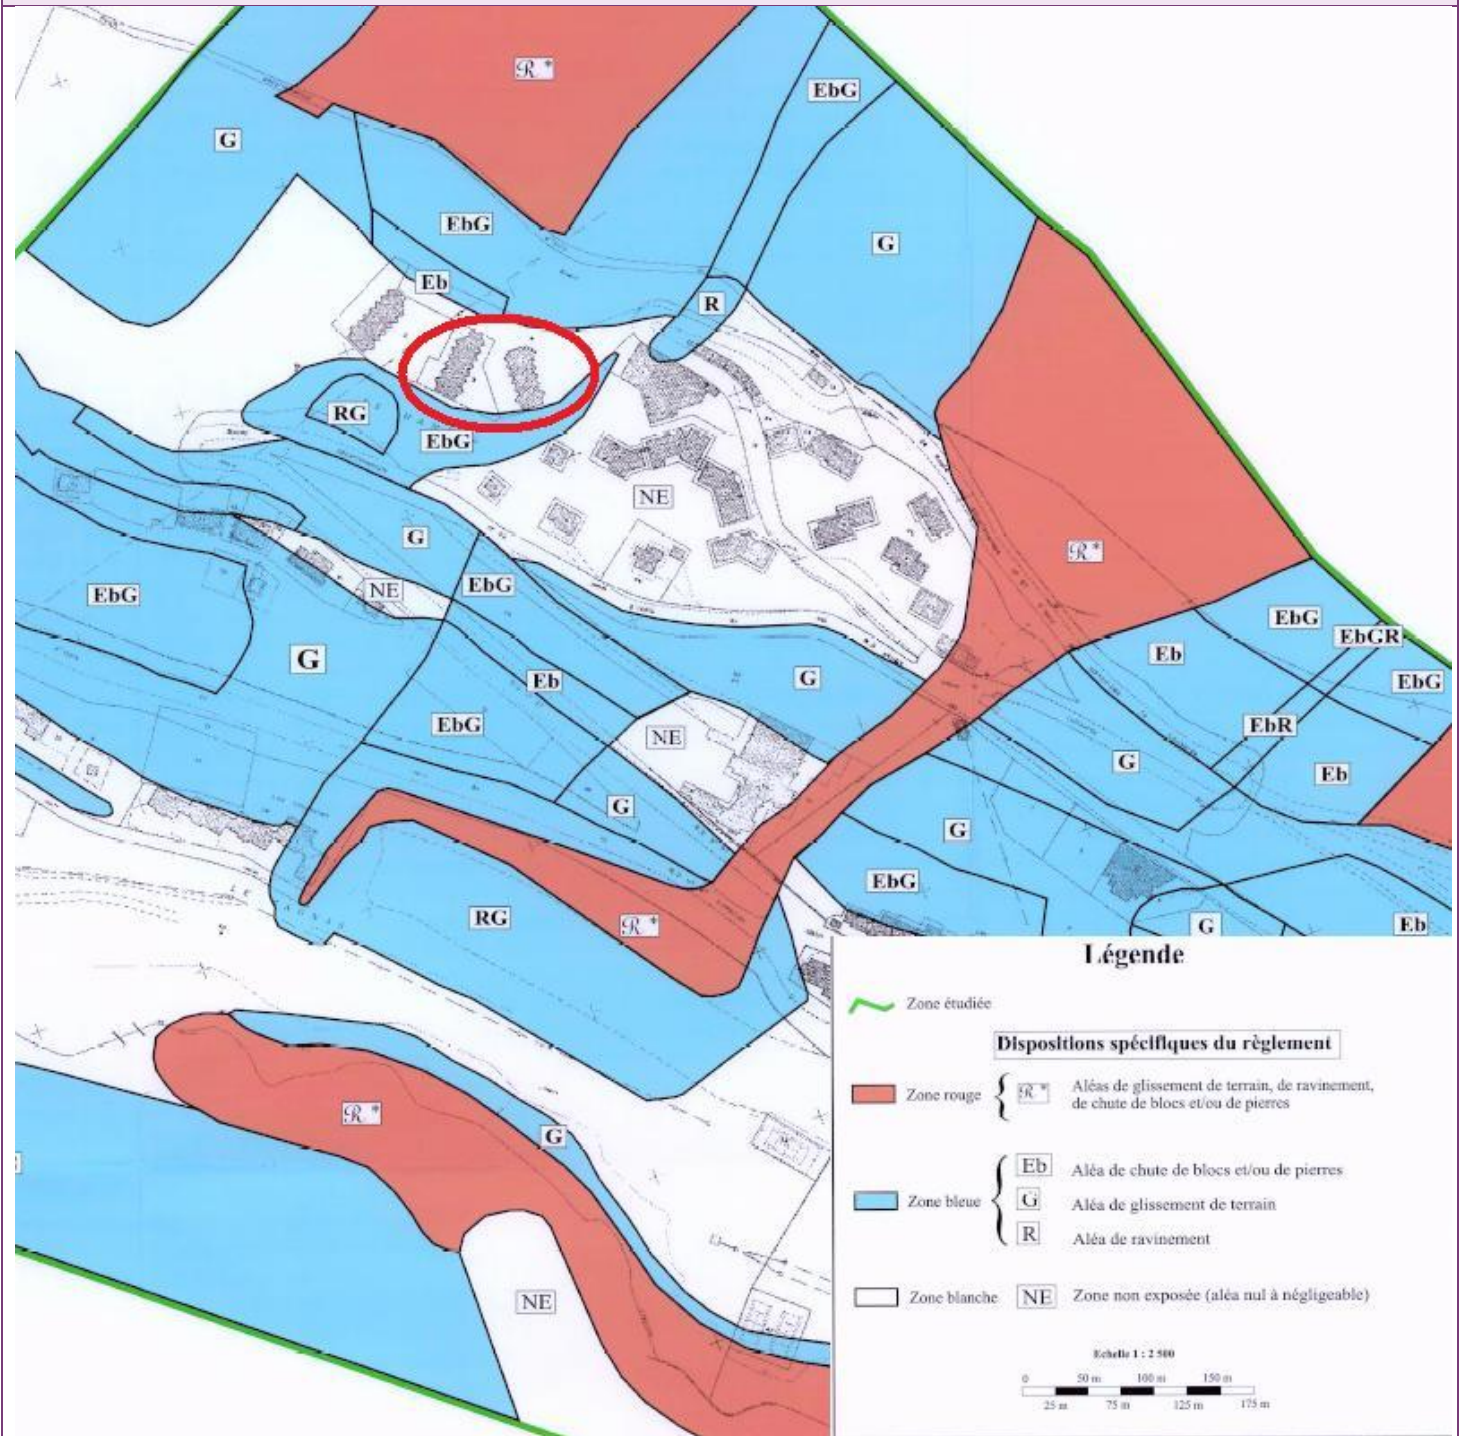 R *
EbG
G
EbG
G
Eb
R
RG
EbG
NE
G
R *
EbG
NE
EbG
EbG
EbGR
G
Eb
G
Eb
EbG
EbG
NE
EbR
G
Eb
G
G
EbG
RG
R *
G
Eb
R *
G
NE
Légende
Zone étudiée
Dispositions spécifiques du règlement
Zone rouge { R * Aléas de glissement de terrain, de ravinement,
de chute de blocs et/ou de pierres
Eb Aléa de chute de blocs et/ou de pierres
Zone bleue { G Aléa de glissement de terrain
R Aléa de ravinement
Zone blanche NE Zone non exposée (aléa nul à négligeable)
Echelle 1 : 2 500
0 50 m 100 m 150 m
25 m 75 m 125 m 175 m